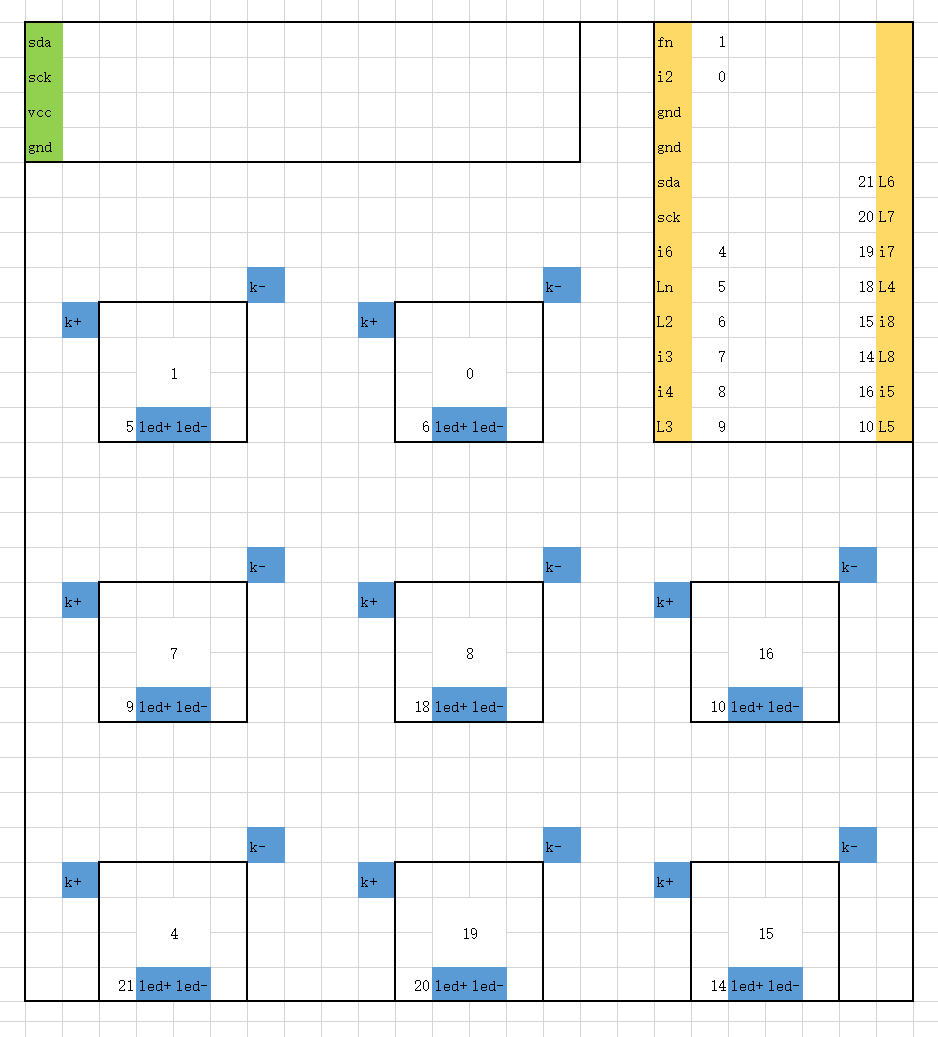 sda
fn 1
sck
i2 0
vcc
gnd
gnd
gnd
sda 21 L6
sck 20 L7
i6 4 19 i7
k- k- Ln 5 18 L4
k+ k+ L2 6 15 i8
i3 7 14 L8
1 0
i4 8 16 i5
5 led+ led- 6 led+ led- L3 9 10 L5
k- k- k-
k+ k+ k+
7 8 16
9 led+ led- 18 led+ led- 10 led+ led-
k- k- k-
k+ k+ k+
4 19 15
21 led+ led- 20 led+ led- 14 led+ led-